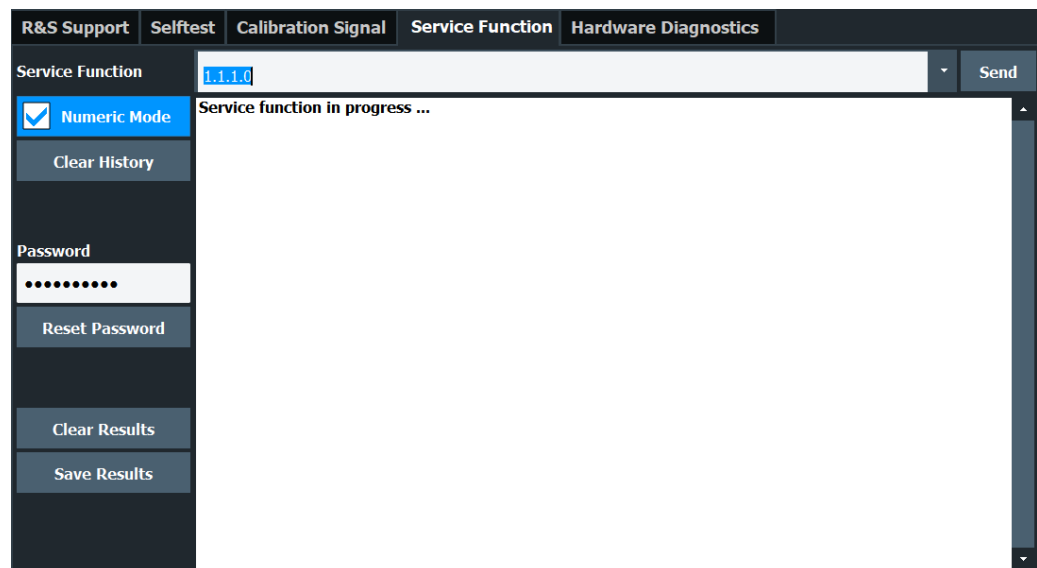 R&S Support Selftest Calibration Signal Service Function Hardware Diagnostics
Service Function 1.1.1.0 Send
Numeric Mode
Service function in progress ...
Clear History
Password
••••••••••
Reset Password
Clear Results
Save Results